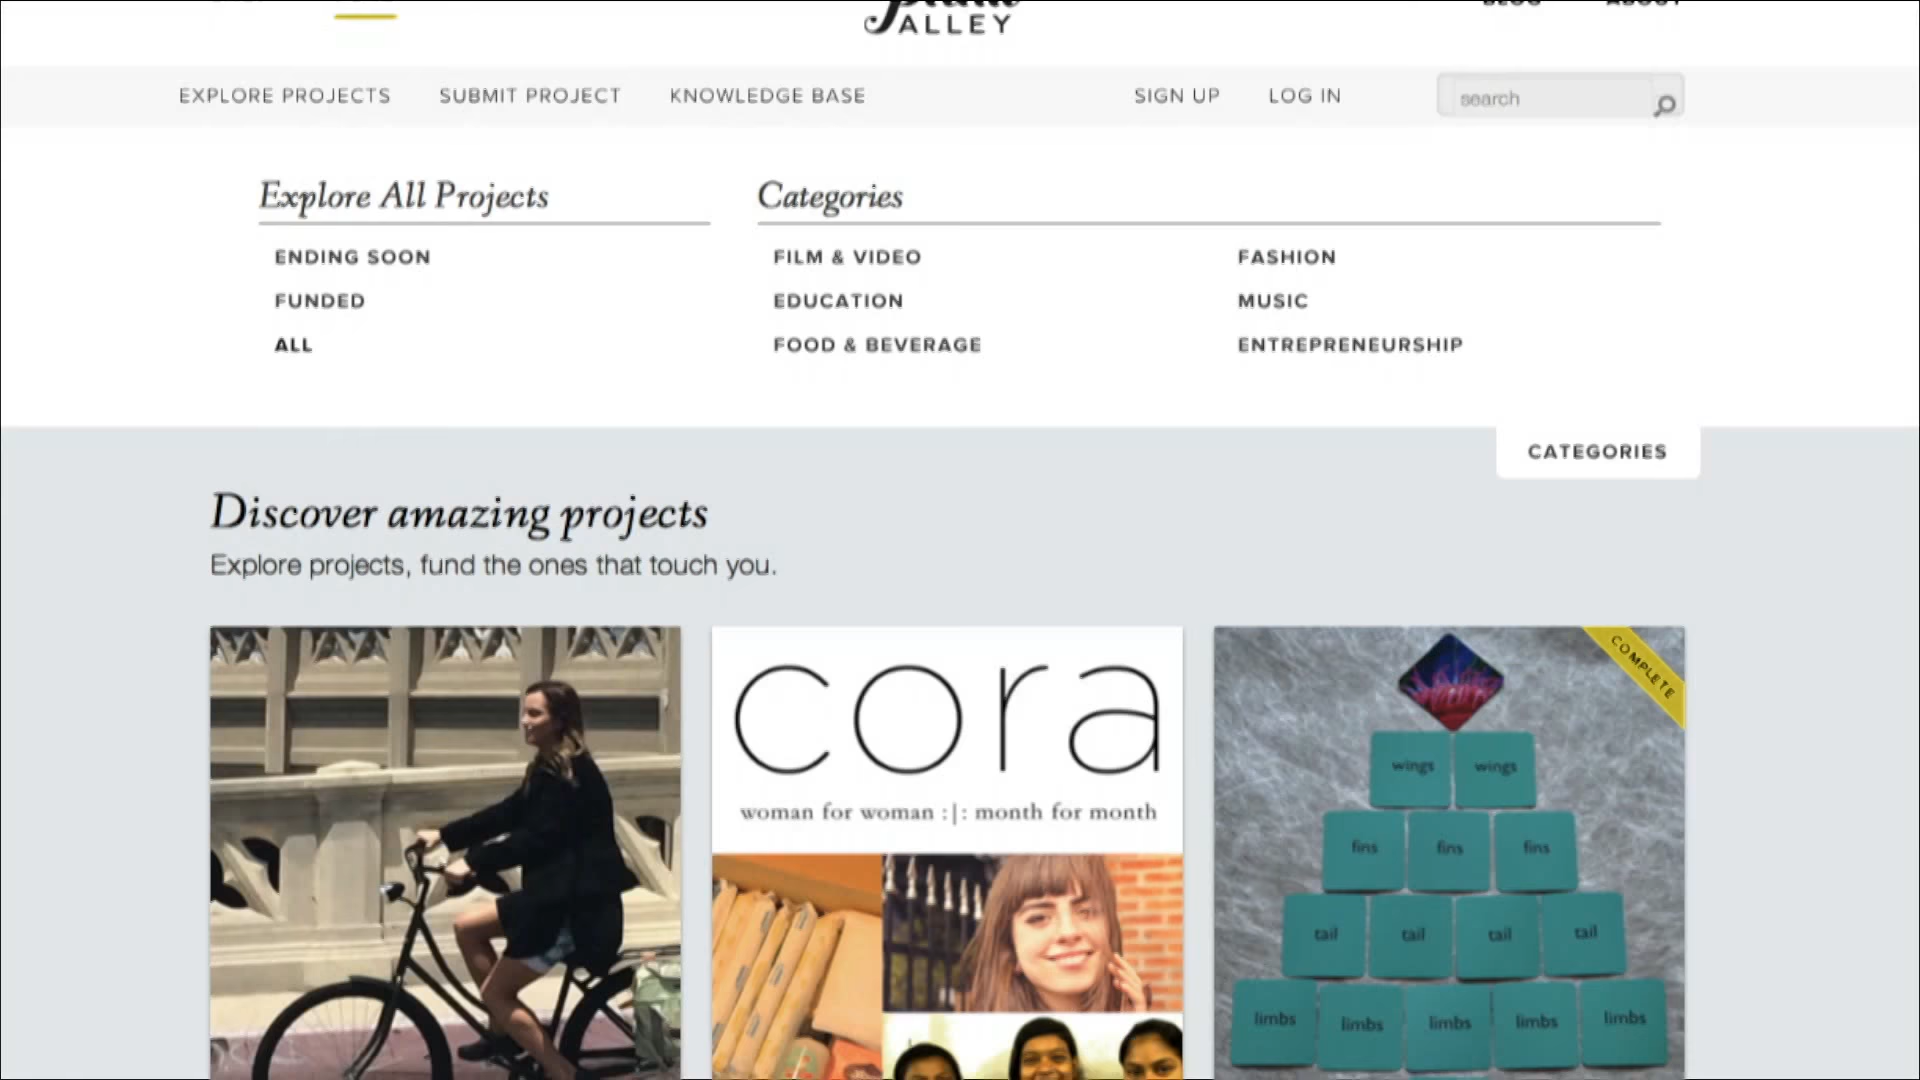 ALLEY
BLOG ABOUT
EXPLORE PROJECTS SUBMIT PROJECT KNOWLEDGE BASE SIGN UP LOG IN search
Explore All Projects
ENDING SOON
FUNDED
ALL
Categories
FILM & VIDEO FASHION
EDUCATION MUSIC
FOOD & BEVERAGE ENTREPRENEURSHIP
CATEGORIES
Discover amazing projects
Explore projects, fund the ones that touch you.
cora
woman for woman :|: month for month
COMPLETE
wings wings
fins fins fins
tail tail tail tail
limbs limbs limbs limbs limbs